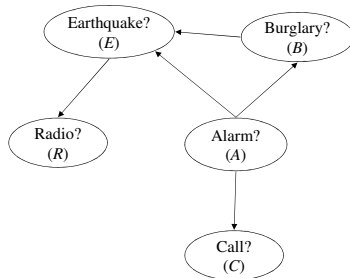 Earthquake?
(E)
Burglary?
(B)
Radio?
(R)
Alarm?
(A)
Call?
(C)